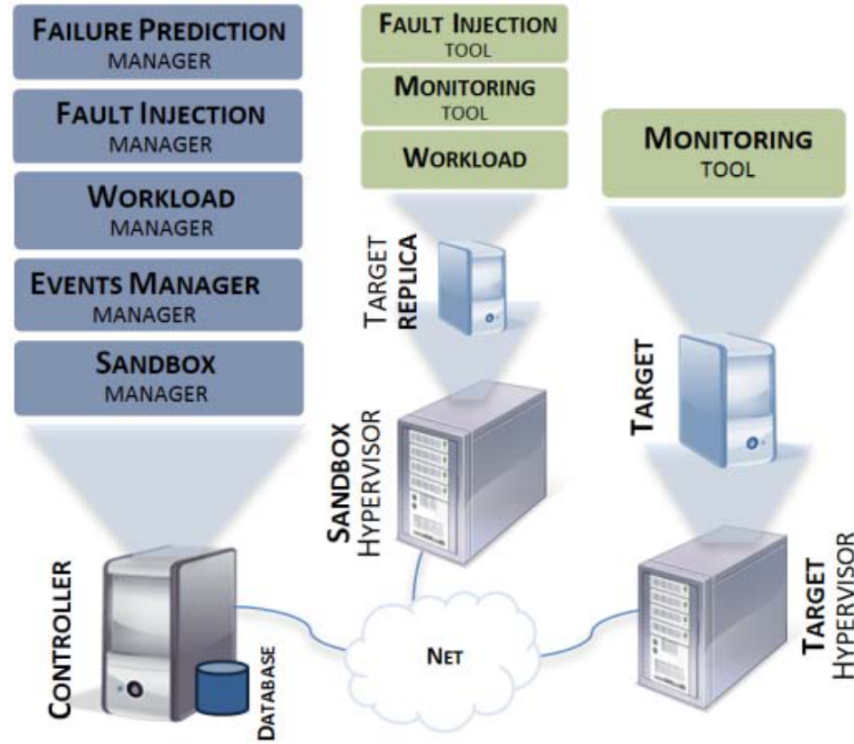 FAILURE PREDICTION
MANAGER
FAULT INJECTION
MANAGER
WORKLOAD
MANAGER
EVENTS MANAGER
MANAGER
SANDBOX
MANAGER
CONTROLLER
DATABASE
FAULT INJECTION
TOOL
MONITORING
TOOL
WORKLOAD
TARGET
REPLICA
SANDBOX
HYPERVISOR
NET
MONITORING
TOOL
TARGET
TARGET
HYPERVISOR